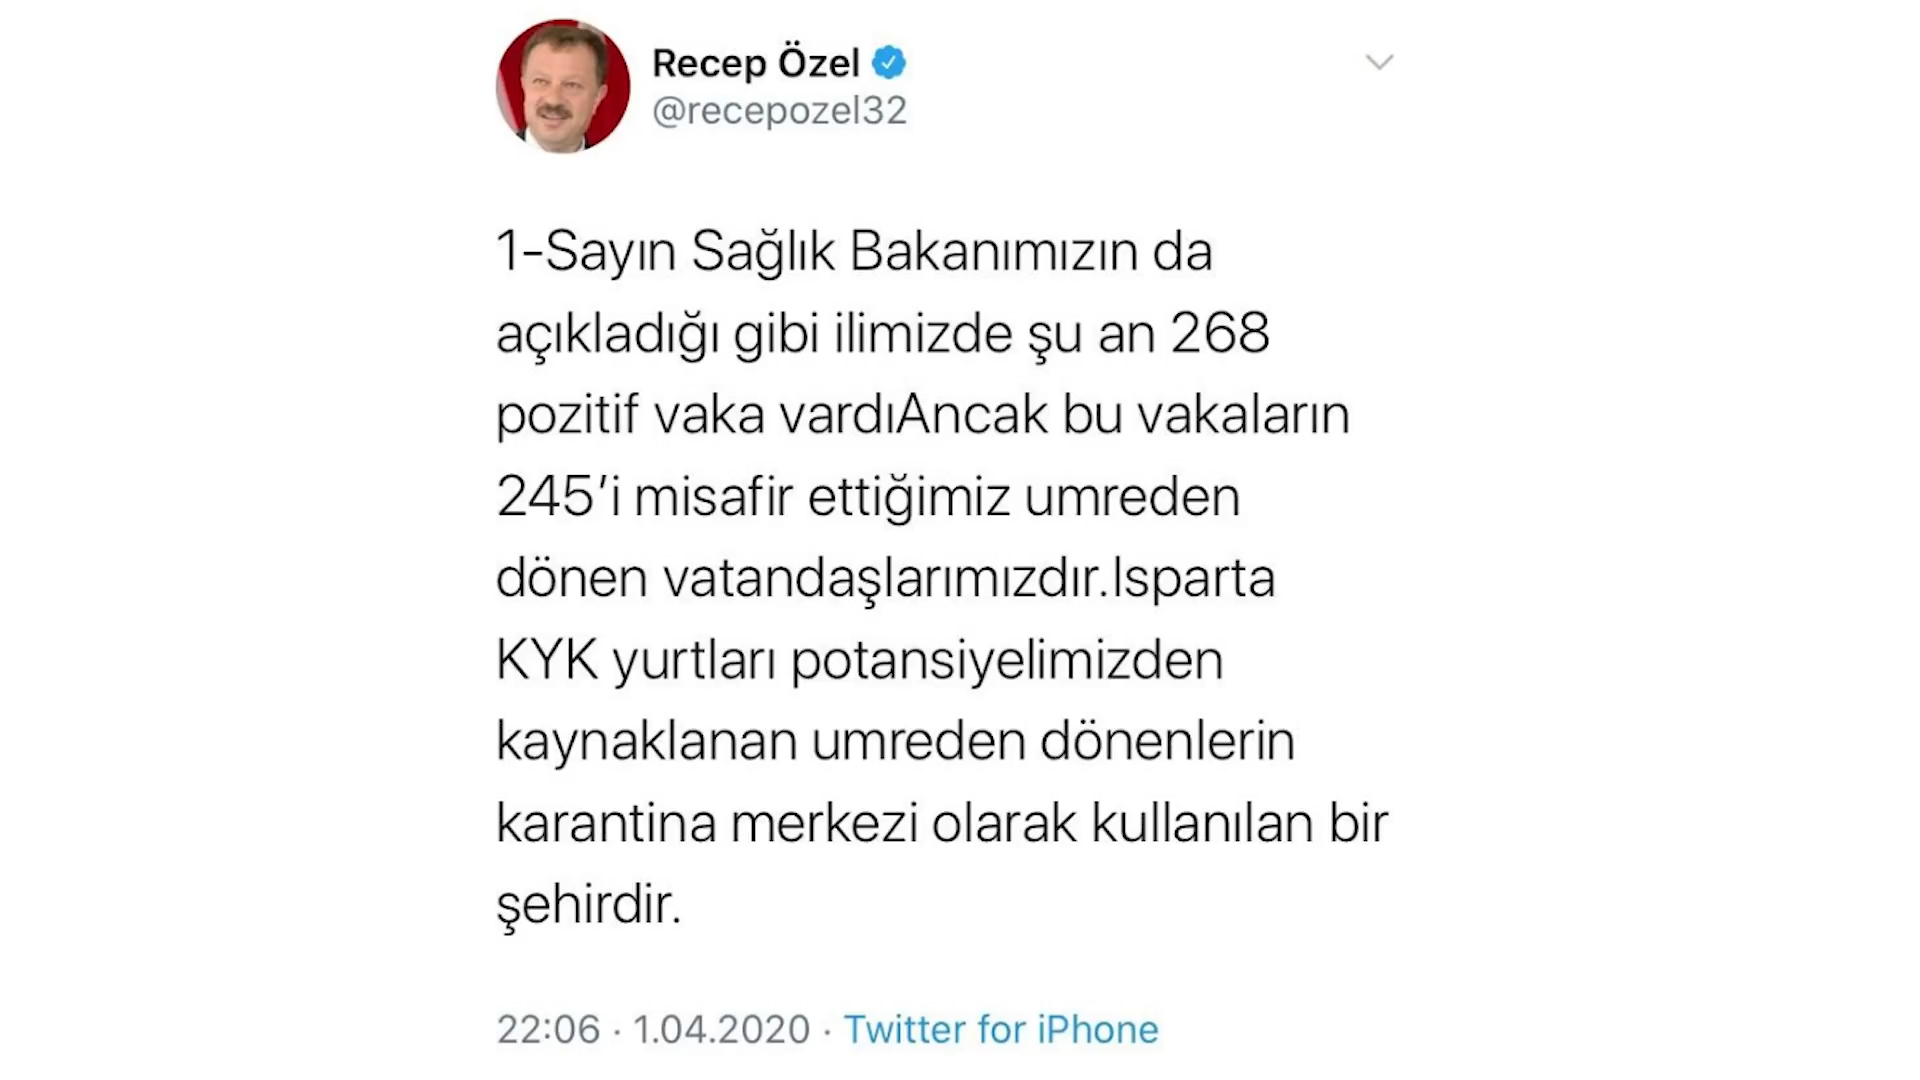 Recep Özel
@recepozel32
1-Sayın Sağlık Bakanımızın da
açıkladığı gibi ilimizde şu an 268
pozitif vaka vardıAncak bu vakaların
245’i misafir ettiğimiz umreden
dönen vatandaşlarımızdır.Isparta
KYK yurtları potansiyelimizden
kaynaklanan umreden dönenlerin
karantina merkezi olarak kullanılan bir
şehirdir.
22:06 · 1.04.2020 · Twitter for iPhone